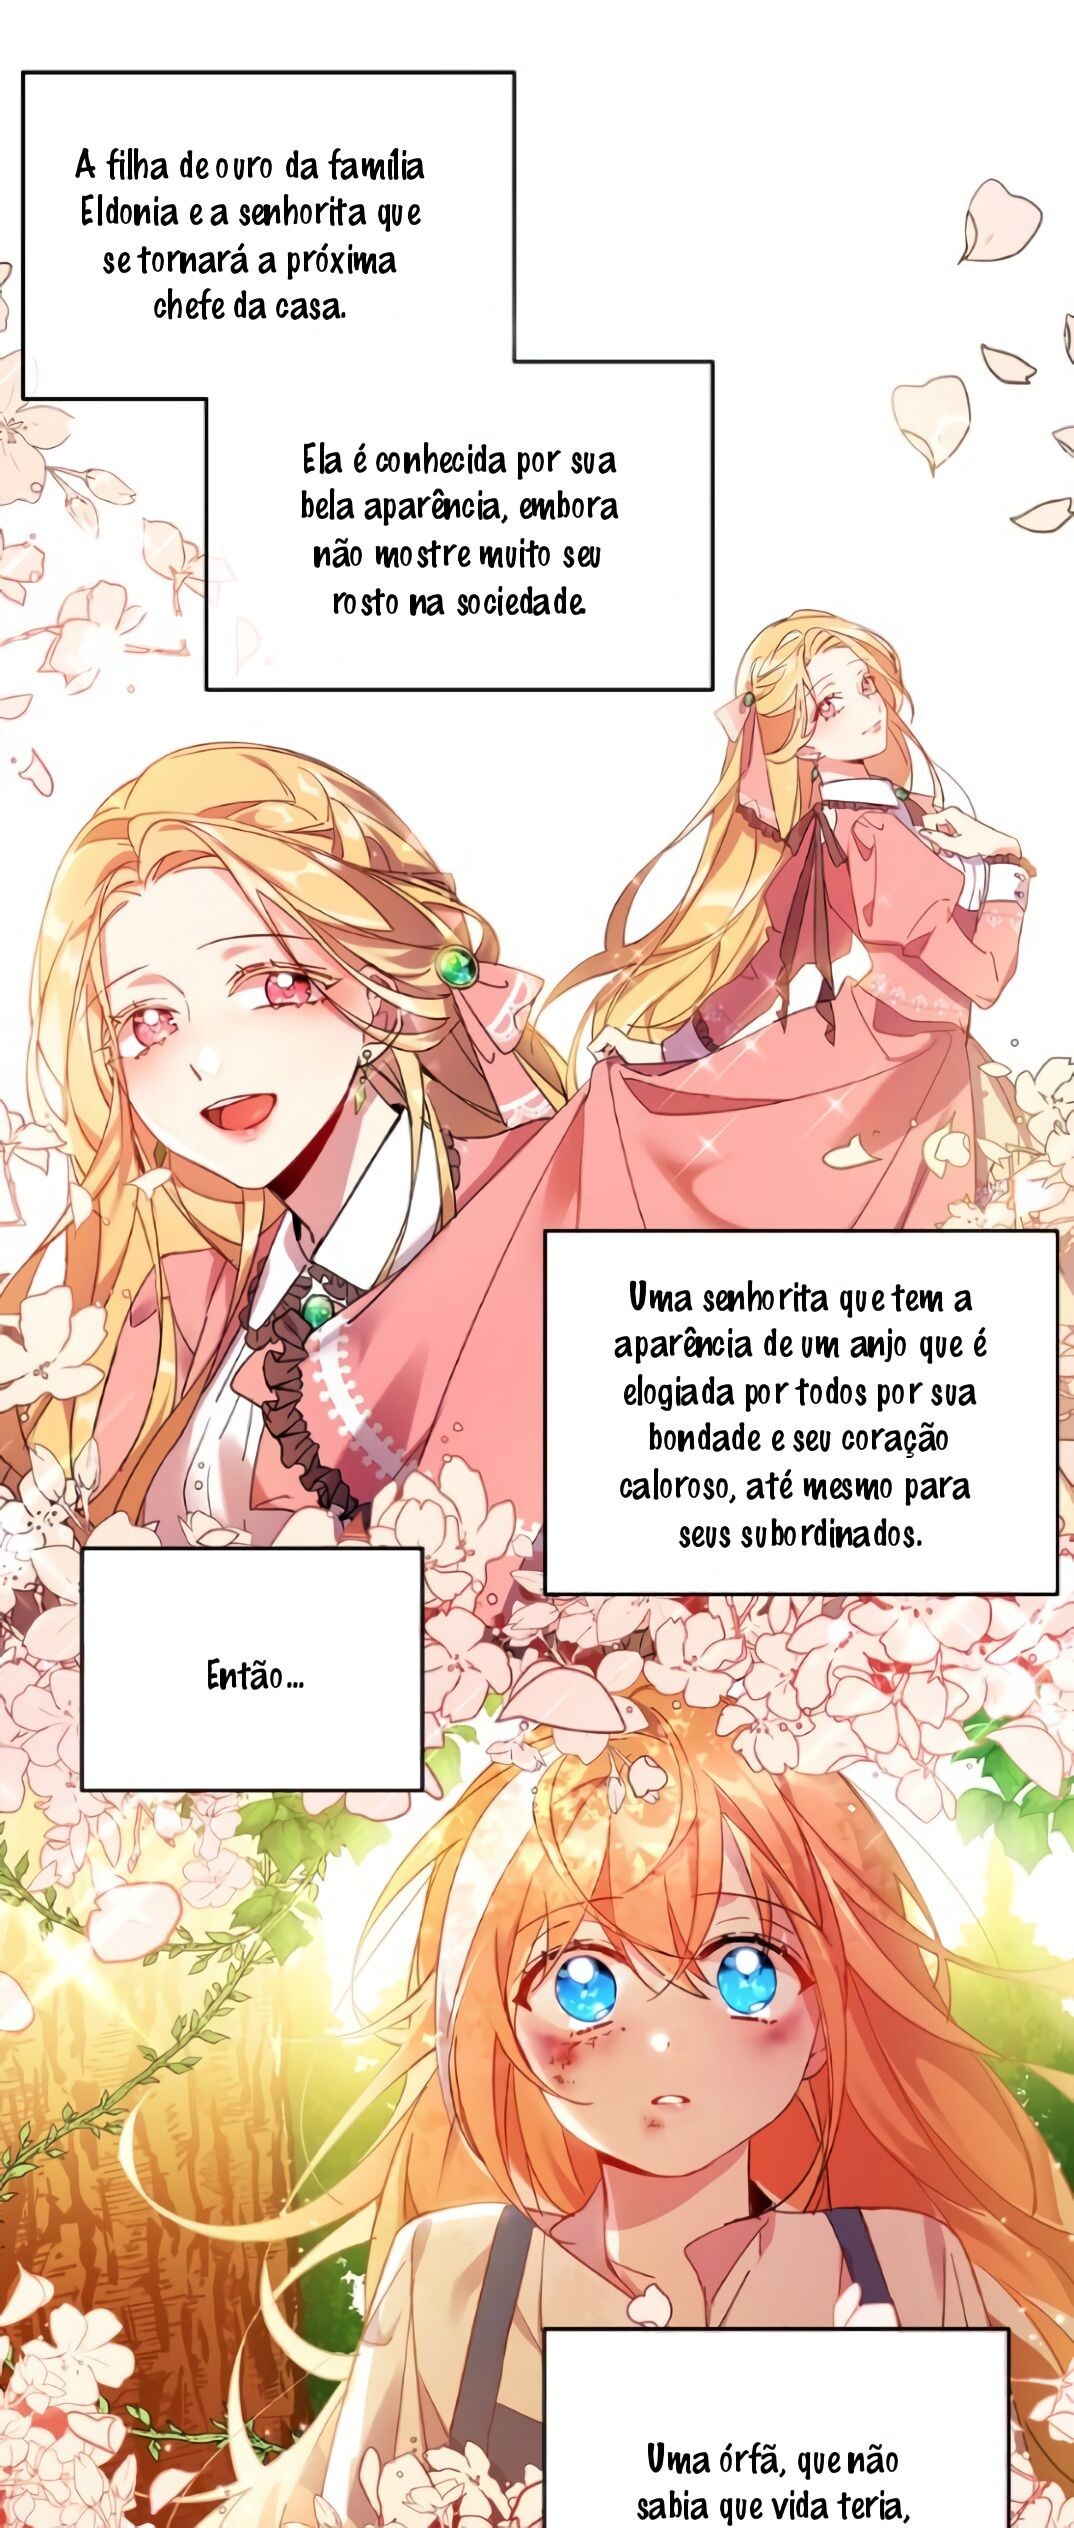 A filha de ouro da família
Eldonia e a senhorita que
se tornará a próxima
chefe da casa.
Ela é conhecida por sua
bela aparência, embora
não mostre muito seu
rosto na sociedade.
Uma senhorita que tem a
aparência de um anjo que é
elogiada por todos por sua
bondade e seu coração
caloroso, até mesmo para
seus subordinados.
Então...
Uma órfã, que não
sabia que vida teria,